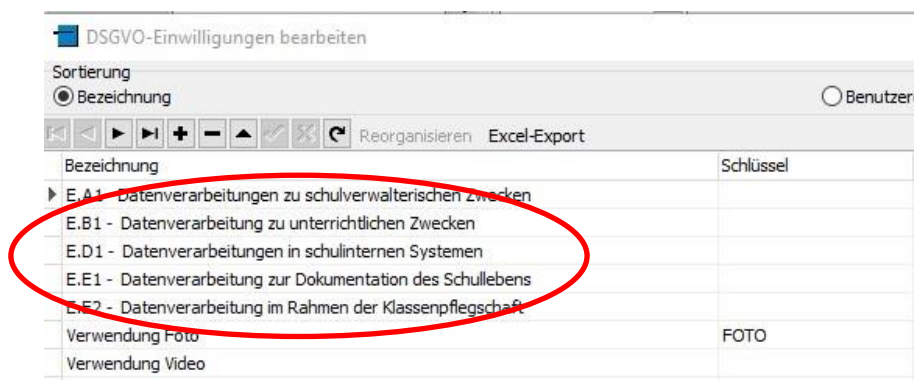 DSGVO-Einwilligungen bearbeiten
Sortierung
Bezeichnung Benutzer
Reorganisieren Excel-Export
Bezeichnung Schlüssel
E.A1 - Datenverarbeitungen zu schulverwalterischen Zwecken
E.B1 - Datenverarbeitung zu unterrichtlichen Zwecken
E.D1 - Datenverarbeitungen in schulinternen Systemen
E.E1 - Datenverarbeitung zur Dokumentation des Schullebens
E.E2 - Datenverarbeitung im Rahmen der Klassenpflegschaft
Verwendung Foto FOTO
Verwendung Video